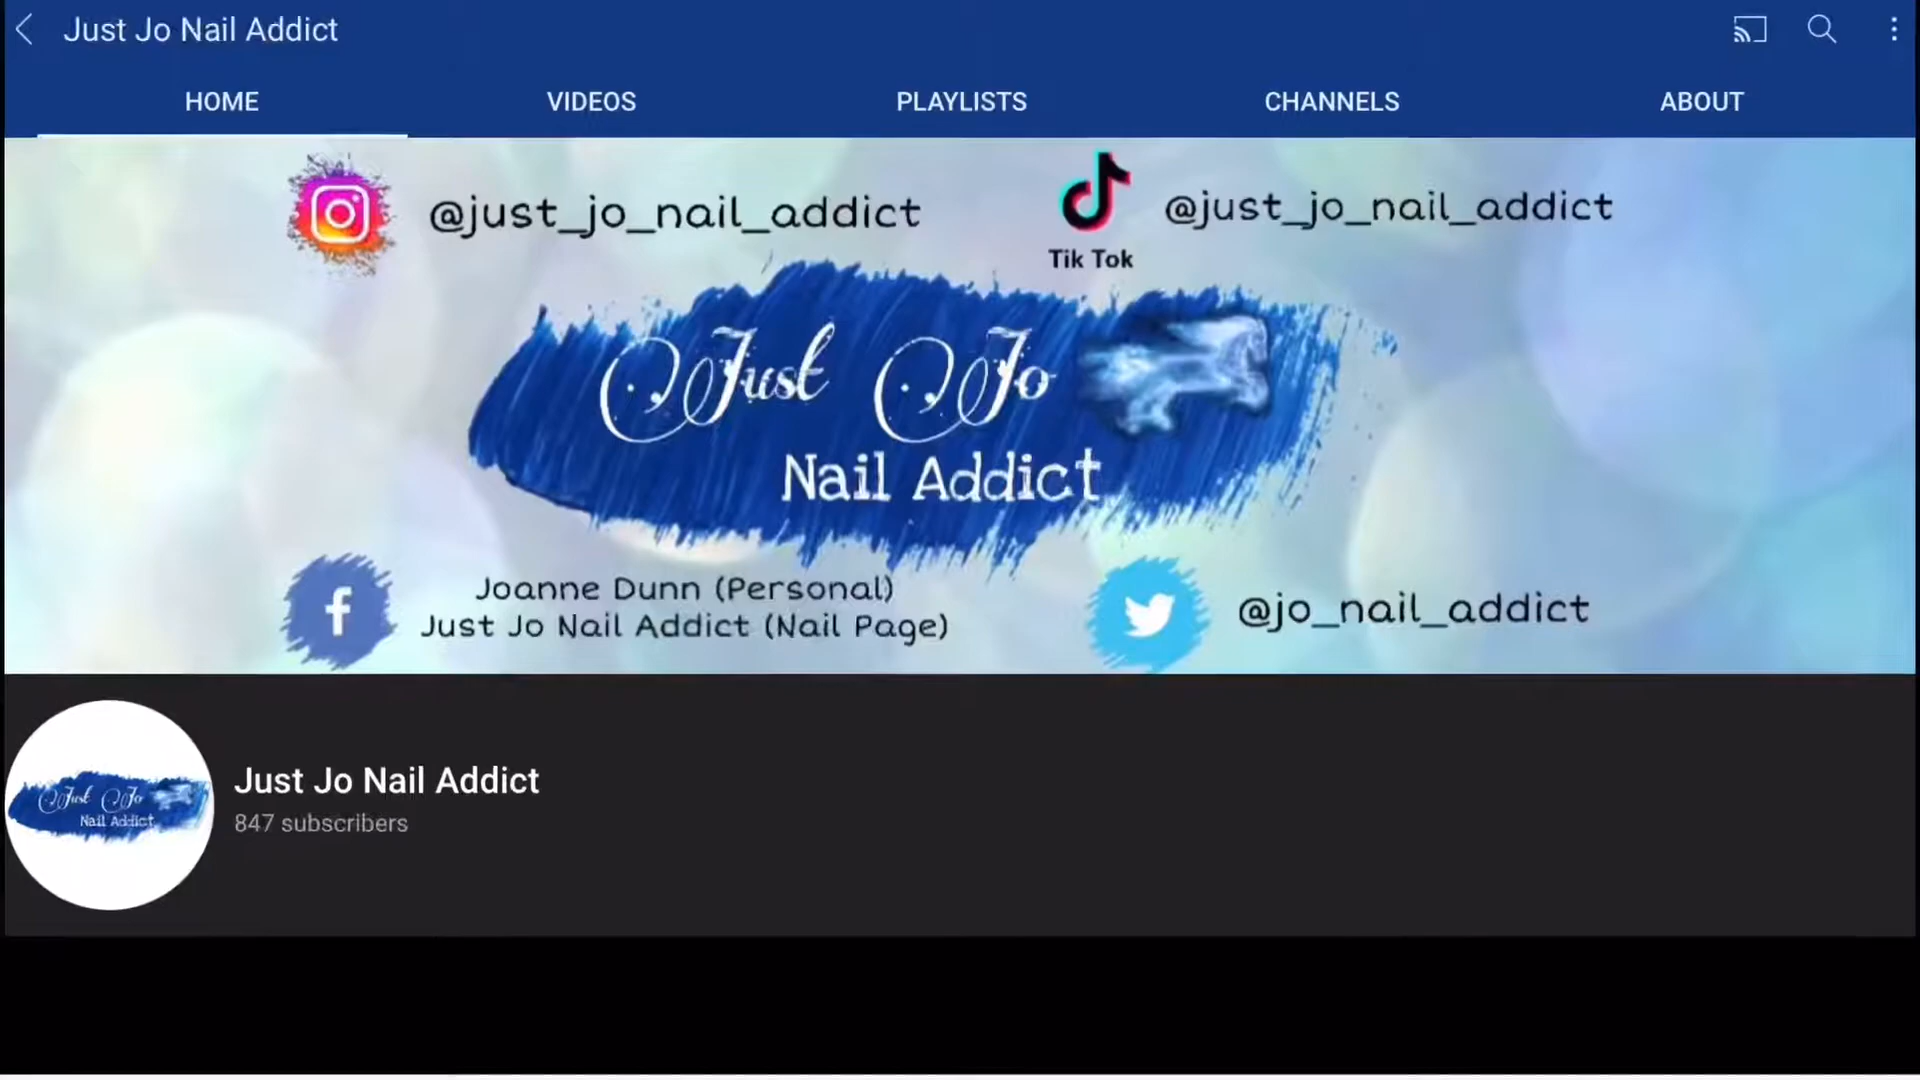 Just Jo Nail Addict
HOME VIDEOS PLAYLISTS CHANNELS ABOUT
@just_jo_nail_addict
Tik Tok
@just_jo_nail_addict
Just Jo
Nail Addict
f
Joanne Dunn (Personal)
Just Jo Nail Addict (Nail Page)
@jo_nail_addict
Just Jo
Nail Addict
Just Jo Nail Addict
847 subscribers